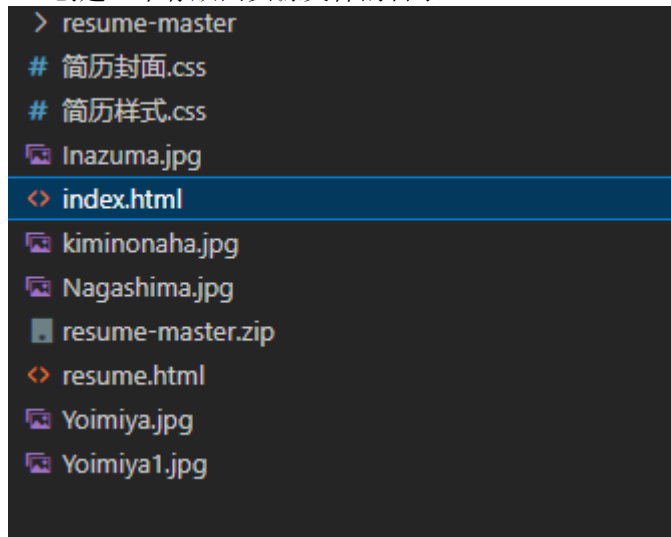 > resume-master
# 简历封面.css
# 简历样式.css
Inazuma.jpg
<> index.html
kiminonaha.jpg
Nagashima.jpg
resume-master.zip
<> resume.html
Yoimiya.jpg
Yoimiya1.jpg